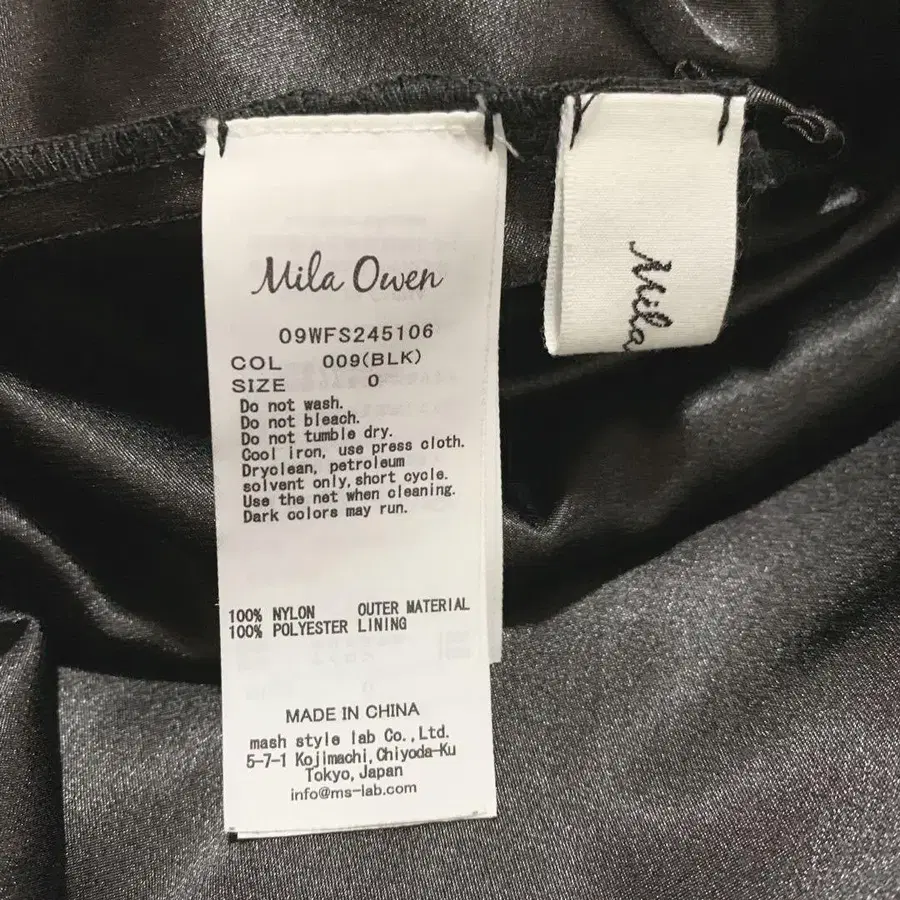 Mila Owen
09WFS245106
COL 009(BLK)
SIZE 0
Do not wash.
Do not bleach.
Do not tumble dry.
Cool iron, use press cloth.
Dryclean, petroleum
solvent only, short cycle.
Use the net when cleaning.
Dark colors may run.
100% NYLON OUTER MATERIAL
100% POLYESTER LINING
MADE IN CHINA
mash style lab Co.,Ltd.
5-7-1 Kojimachi,Chiyoda-Ku
Tokyo,Japan
info@ms-lab.com
Mila